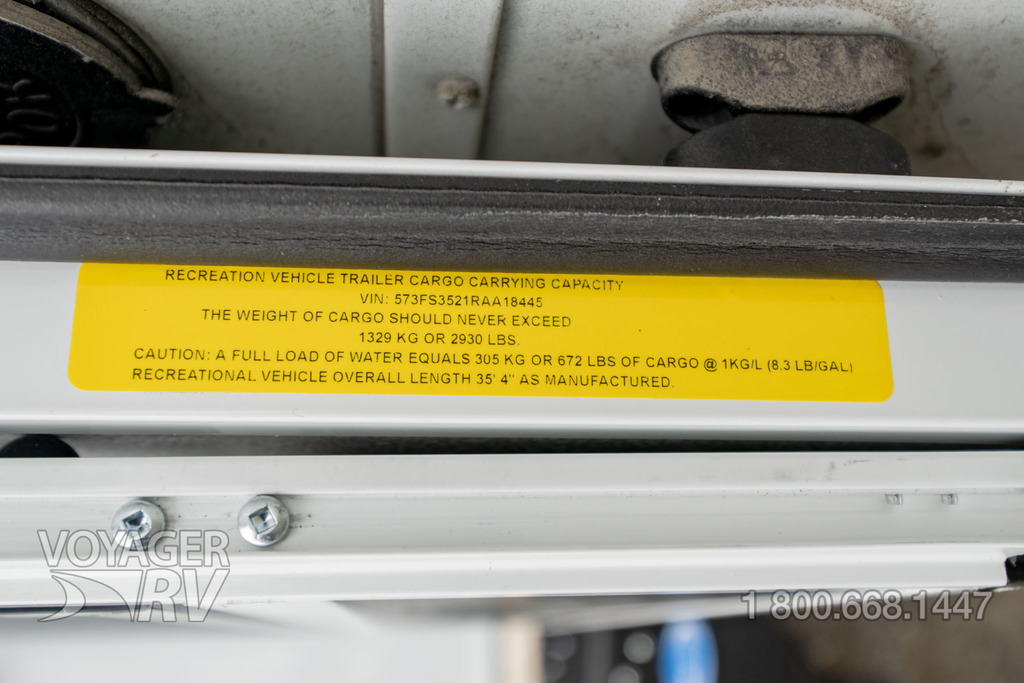 RECREATION VEHICLE TRAILER CARGO CARRYING CAPACITY
VIN: 573FS3521RAA18445
THE WEIGHT OF CARGO SHOULD NEVER EXCEED
1329 KG OR 2930 LBS.
CAUTION: A FULL LOAD OF WATER EQUALS 305 KG OR 672 LBS OF CARGO @ 1KG/L (8.3 LB/GAL)
RECREATIONAL VEHICLE OVERALL LENGTH 35' 4" AS MANUFACTURED.
VOYAGER
RV
1 800.668.1447